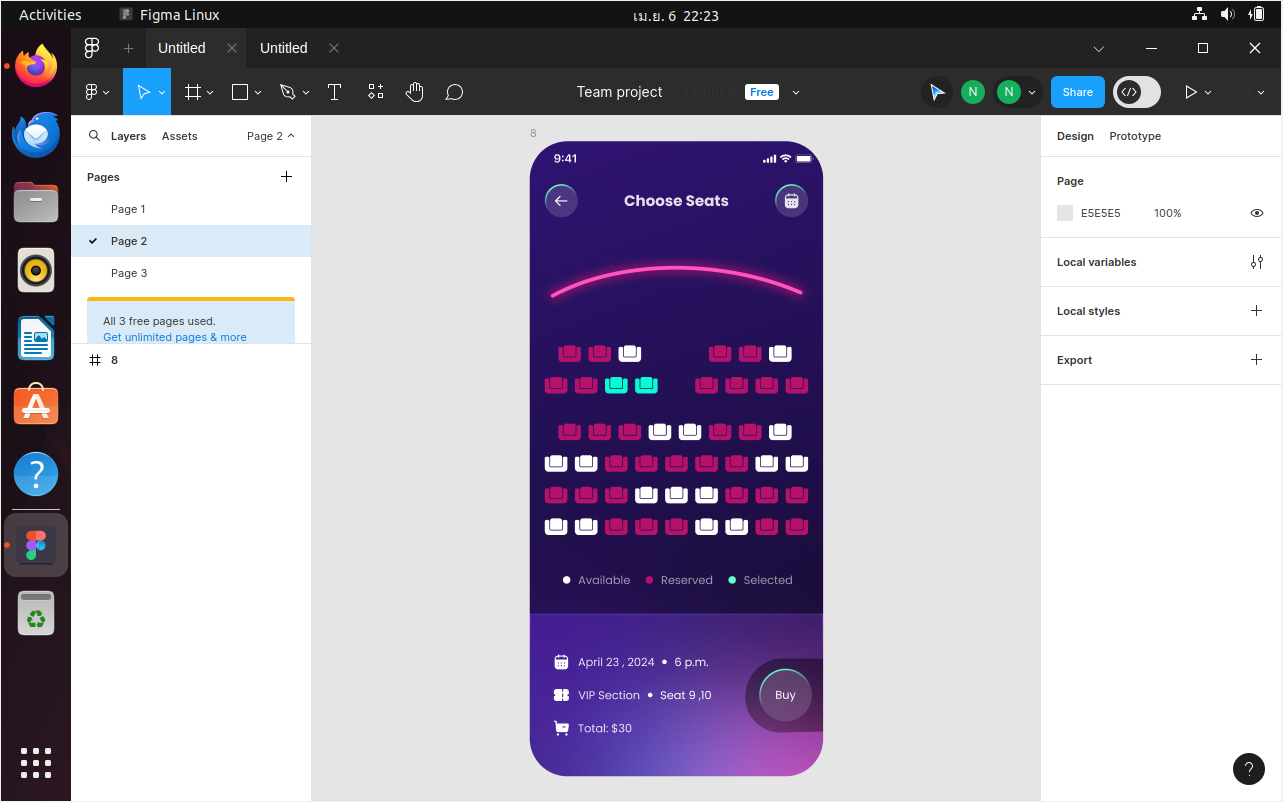 Activities Figma Linux เม.ย. 6 22:23
Untitled Untitled
Team project Untitled Free N N Share
Layers Assets Page 2
Design Prototype
Pages
Page 1
Page 2
Page 3
All 3 free pages used.
Get unlimited pages & more
8
8
9:41
Choose Seats
Available Reserved Selected
April 23 , 2024 • 6 p.m.
VIP Section • Seat 9 ,10
Total: $30
Buy
Page
E5E5E5 100%
Local variables
Local styles
Export
?